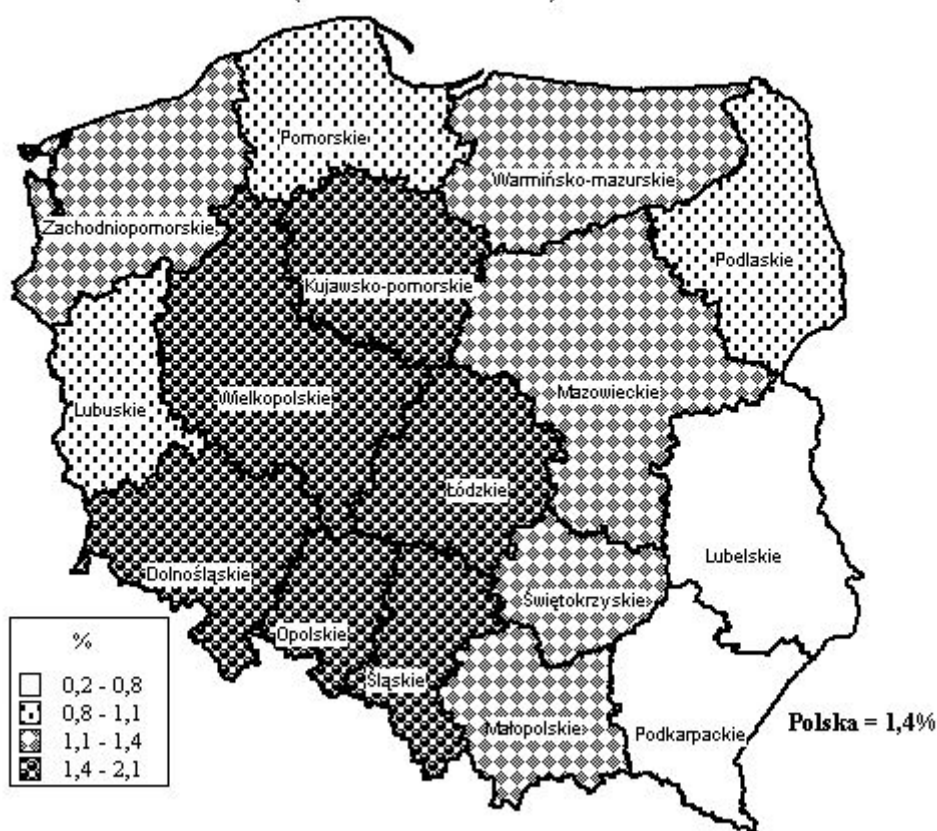 Pomorskie
Warmińsko-mazurskie
Zachodniopomorskie
Podlaskie
Kujawsko-pomorskie
Mazowieckie
Wielkopolskie
Lubuskie
Łódzkie
Lubelskie
Dolnośląskie
Świętokrzyskie
Opolskie
Śląskie
Małopolskie
Podkarpackie
%
0,2 - 0,8
0,8 - 1,1
1,1 - 1,4
1,4 - 2,1
Polska = 1,4%